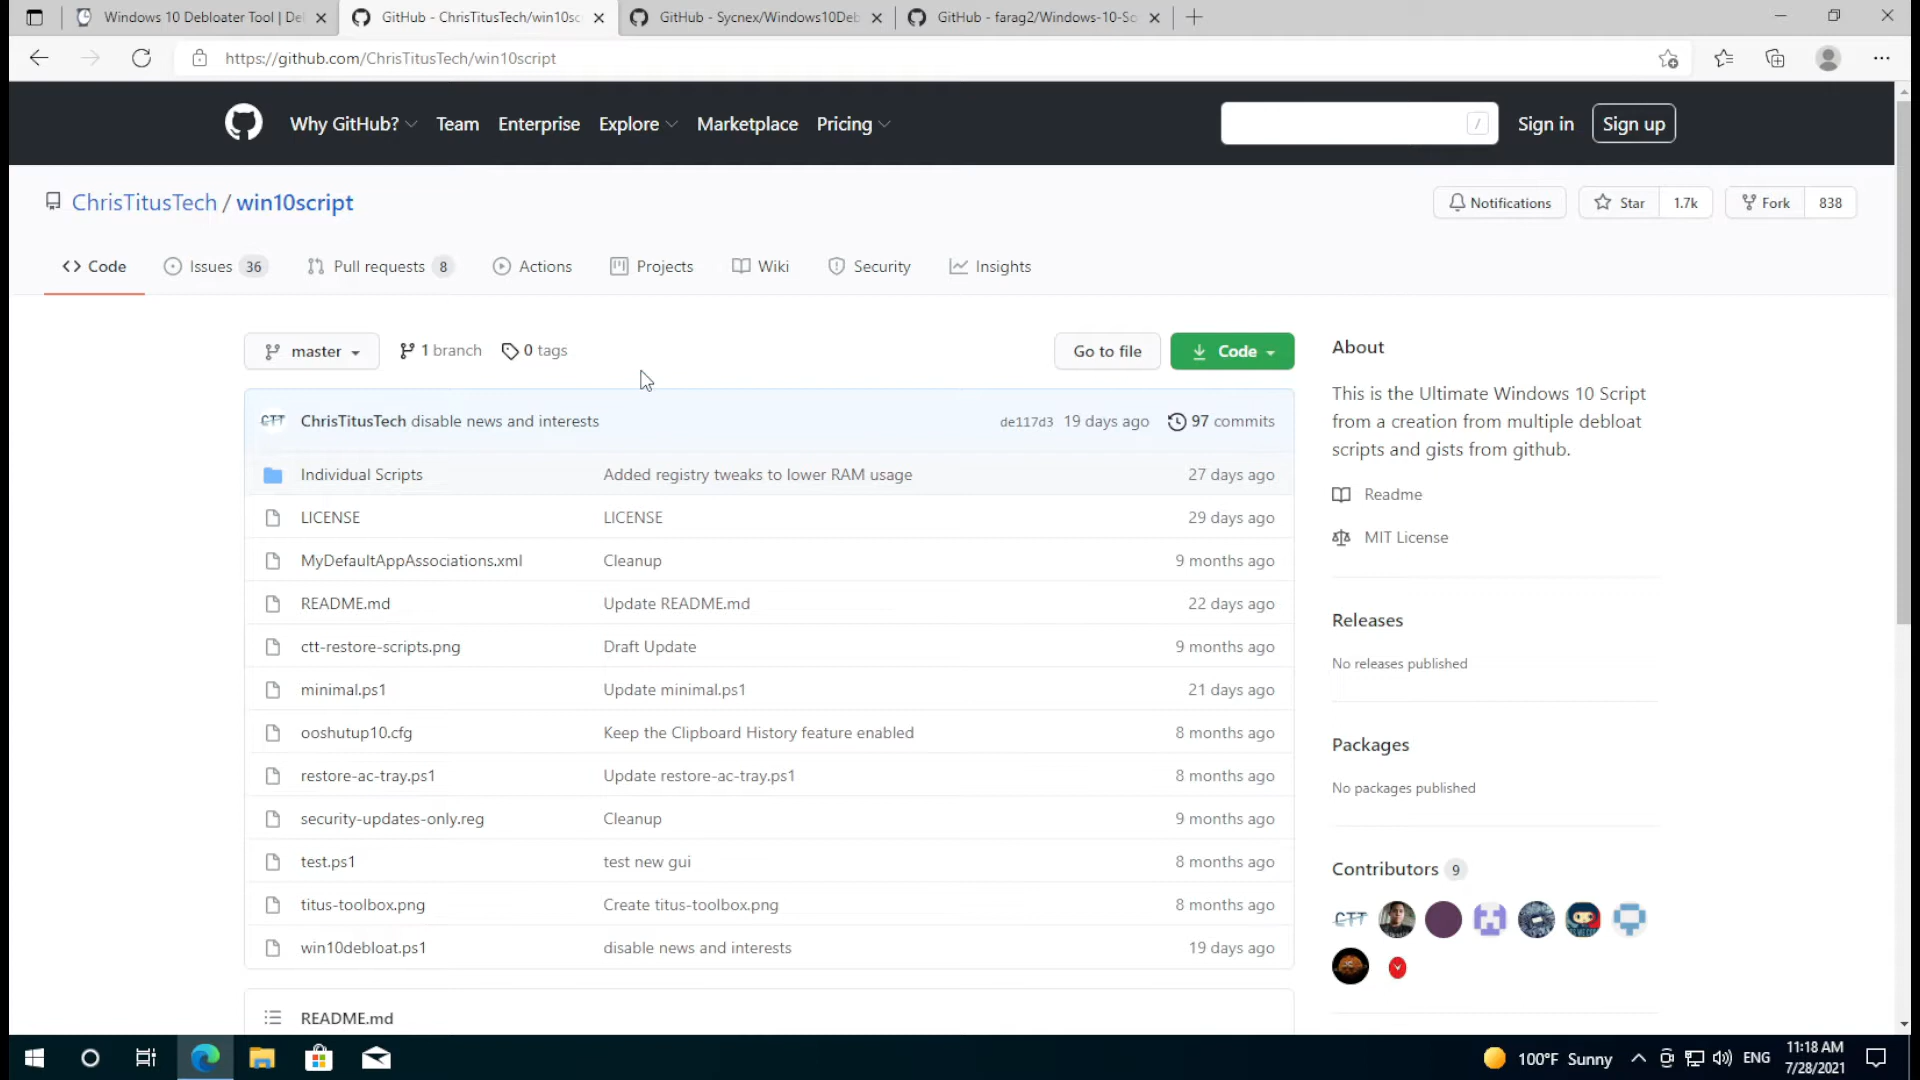 Windows 10 Debloater Tool | De
GitHub - ChrisTitusTech/win10sc
GitHub - Sycnex/Windows10Deb
GitHub - farag2/Windows-10-So
https://github.com/ChrisTitusTech/win10script
Why GitHub?
Team
Enterprise
Explore
Marketplace
Pricing
/
Sign in
Sign up
ChrisTitusTech / win10script
Notifications
Star 1.7k
Fork 838
Code
Issues 36
Pull requests 8
Actions
Projects
Wiki
Security
Insights
master
1 branch
0 tags
Go to file
Code
CTT ChrisTitusTech disable news and interests de117d3 19 days ago 97 commits
Individual Scripts Added registry tweaks to lower RAM usage 27 days ago
LICENSE LICENSE 29 days ago
MyDefaultAppAssociations.xml Cleanup 9 months ago
README.md Update README.md 22 days ago
ctt-restore-scripts.png Draft Update 9 months ago
minimal.ps1 Update minimal.ps1 21 days ago
ooshutup10.cfg Keep the Clipboard History feature enabled 8 months ago
restore-ac-tray.ps1 Update restore-ac-tray.ps1 8 months ago
security-updates-only.reg Cleanup 9 months ago
test.ps1 test new gui 8 months ago
titus-toolbox.png Create titus-toolbox.png 8 months ago
win10debloat.ps1 disable news and interests 19 days ago
README.md
About
This is the Ultimate Windows 10 Script
from a creation from multiple debloat
scripts and gists from github.
Readme
MIT License
Releases
No releases published
Packages
No packages published
Contributors 9
CTT
100°F Sunny
ENG
11:18 AM
7/28/2021